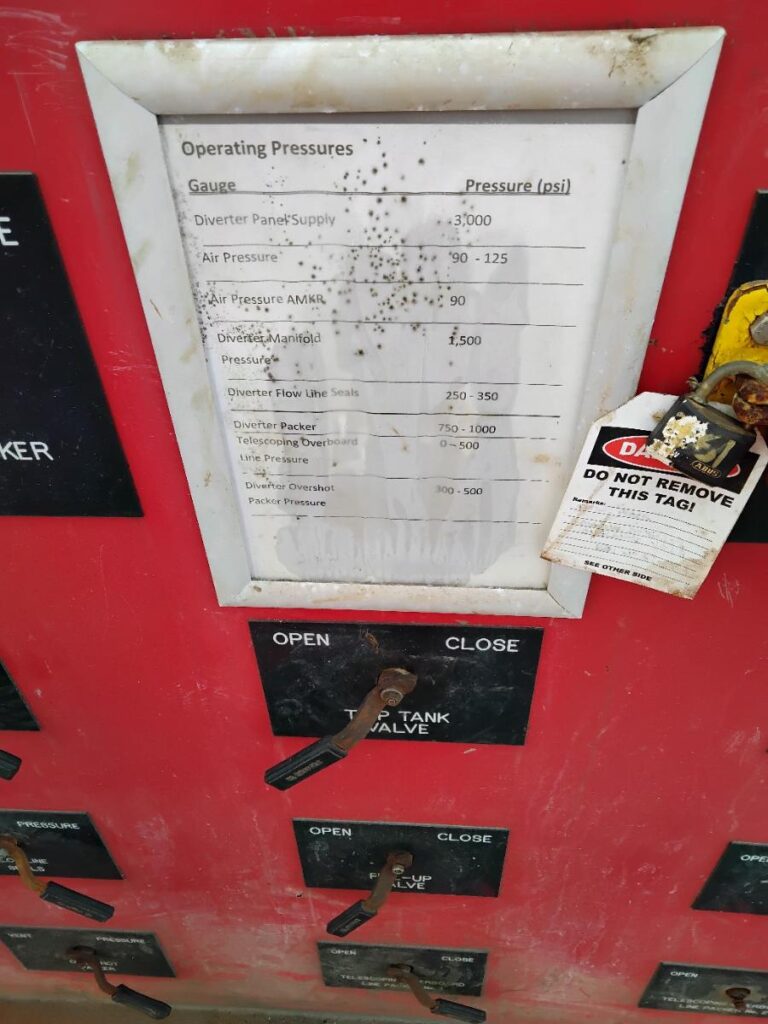 Operating Pressures
Gauge Pressure (psi)
Diverter Panel Supply 3,000
Air Pressure 90 - 125
Air Pressure AMKR 90
Diverter Manifold 1,500
Pressure
Diverter Flow Line Seals 250 - 350
Diverter Packer 750 - 1000
Telescoping Overboard 0 - 500
Line Pressure
Diverter Overshot 300 - 500
Packer Pressure
E
KER
DO NOT REMOVE
THIS TAG!
Remarks:
SEE OTHER SIDE
ABUS
OPEN CLOSE
TANK
VALVE
PRESSURE
OPEN CLOSE
VALVE
OPEN
VENT PRESSURE
OPEN CLOSE
OPEN